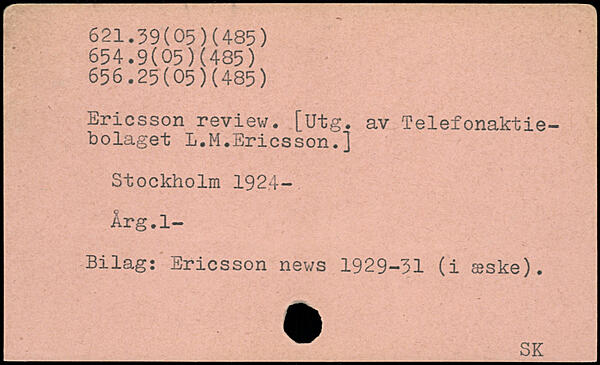 621.39(05)(485)
654.9(05)(485)
656.25(05)(485)
Ericsson review. [Utg. av Telefonaktie-
bolaget L.M.Ericsson.]
Stockholm 1924-
Årg.1-
Bilag: Ericsson news 1929-31 (i æske).
SK